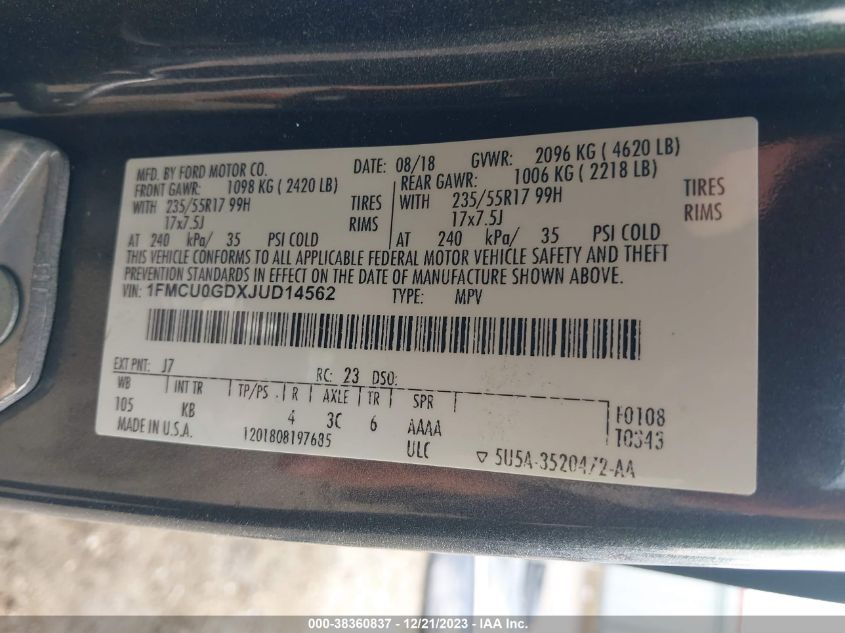 MFD. BY FORD MOTOR CO. DATE: 08/18 GVWR: 2096 KG ( 4620 LB)
FRONT GAWR: 1098 KG ( 2420 LB) REAR GAWR: 1006 KG ( 2218 LB)
WITH 235/55R17 99H TIRES WITH 235/55R17 99H TIRES
17x7.5J RIMS 17x7.5J RIMS
AT 240 kPa/ 35 PSI COLD AT 240 kPa/ 35 PSI COLD
THIS VEHICLE CONFORMS TO ALL APPLICABLE FEDERAL MOTOR VEHICLE SAFETY AND THEFT
PREVENTION STANDARDS IN EFFECT ON THE DATE OF MANUFACTURE SHOWN ABOVE.
VIN: 1FMCU0GDXJUD14562 TYPE: MPV
EXT PNT: J7 RC: 23 DSO:
WB INT TR TP/PS R AXLE TR SPR
105 KB 4 3C 6 AAAA F0108
MADE IN U.S.A. 1201808197685 ULC T0343
5U5A-3520472-AA
000-38360837 - 12/21/2023 - IAA Inc.